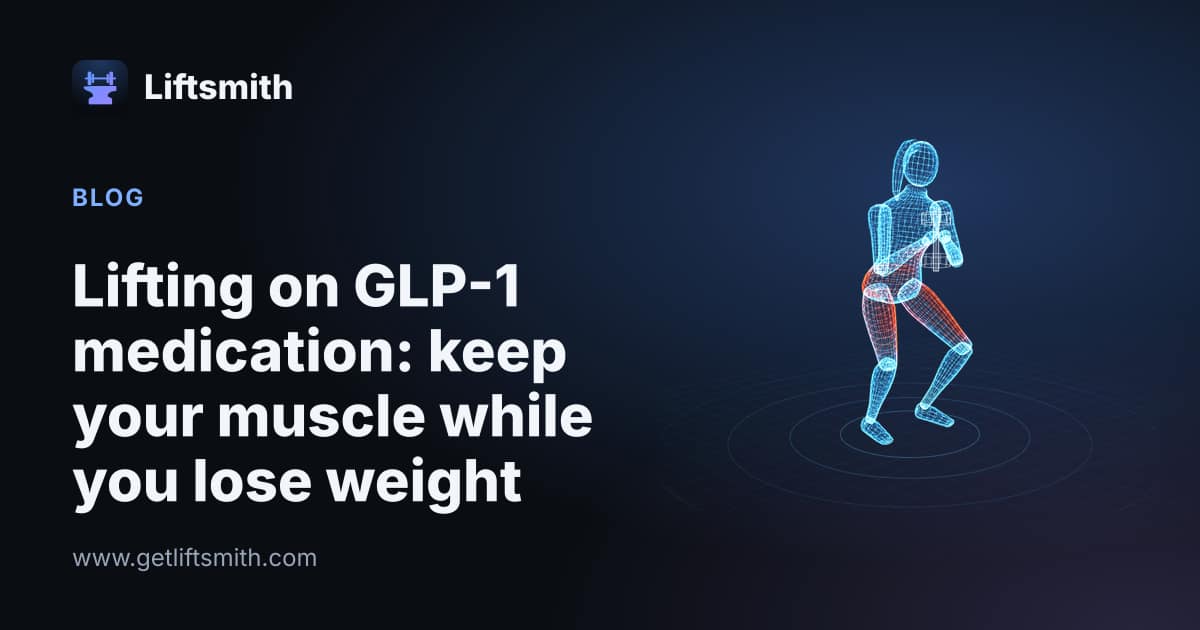 Liftsmith
BLOG
Lifting on GLP-1
medication: keep
your muscle while
you lose weight
www.getliftsmith.com